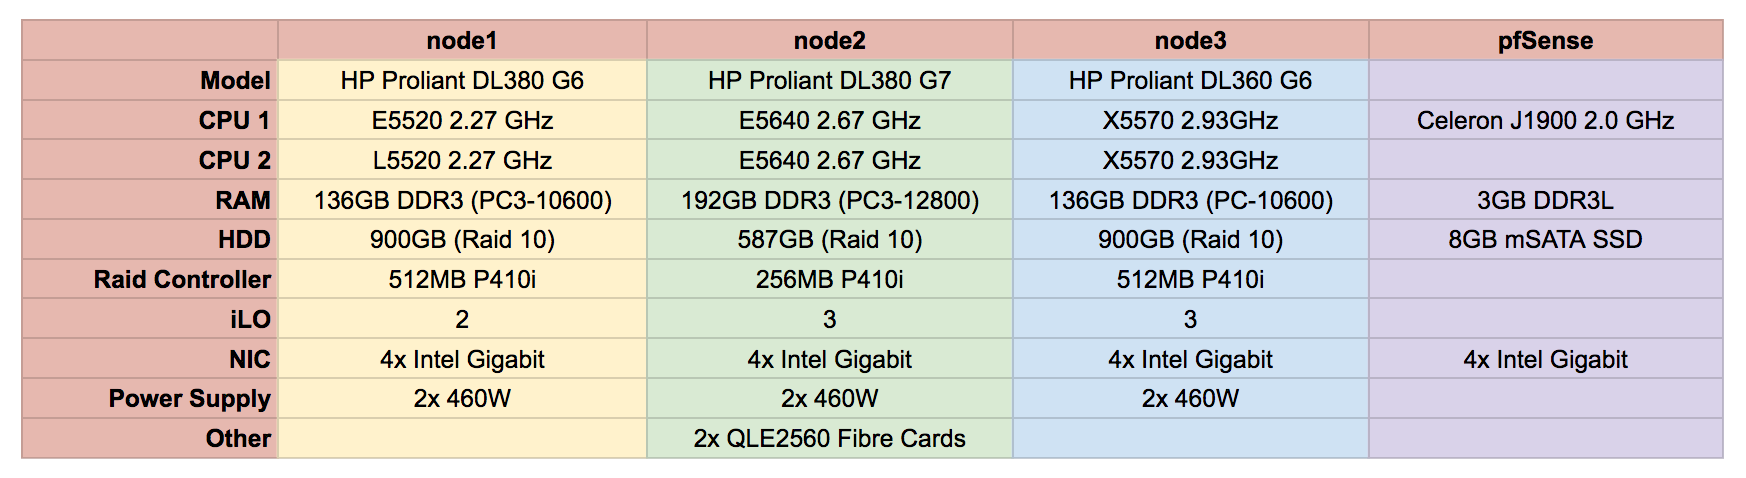 node1 node2 node3 pfSense
Model HP Proliant DL380 G6 HP Proliant DL380 G7 HP Proliant DL360 G6
CPU 1 E5520 2.27 GHz E5640 2.67 GHz X5570 2.93GHz Celeron J1900 2.0 GHz
CPU 2 L5520 2.27 GHz E5640 2.67 GHz X5570 2.93GHz
RAM 136GB DDR3 (PC3-10600) 192GB DDR3 (PC3-12800) 136GB DDR3 (PC-10600) 3GB DDR3L
HDD 900GB (Raid 10) 587GB (Raid 10) 900GB (Raid 10) 8GB mSATA SSD
Raid Controller 512MB P410i 256MB P410i 512MB P410i
iLO 2 3 3
NIC 4x Intel Gigabit 4x Intel Gigabit 4x Intel Gigabit 4x Intel Gigabit
Power Supply 2x 460W 2x 460W 2x 460W
Other 2x QLE2560 Fibre Cards